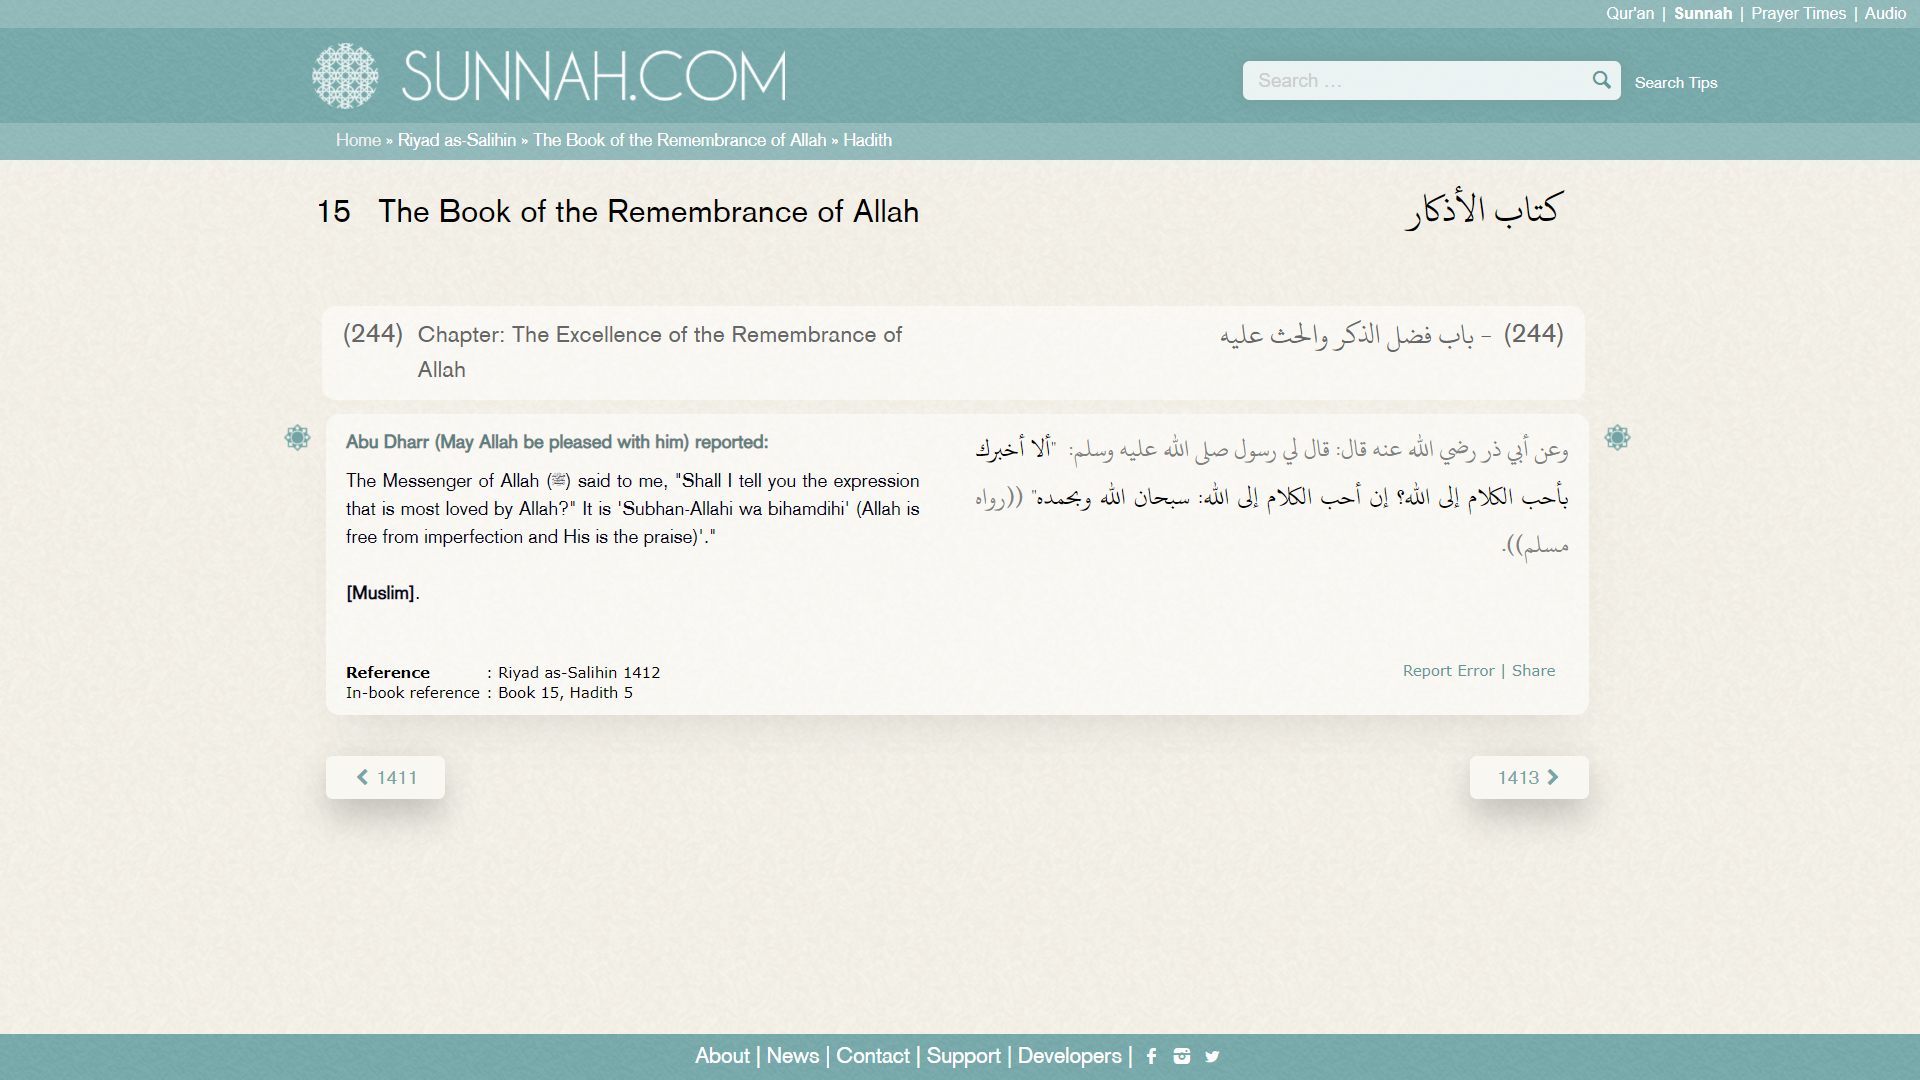 Qur'an | Sunnah | Prayer Times | Audio
SUNNAH.COM
Search …
Search Tips
Home » Riyad as-Salihin » The Book of the Remembrance of Allah » Hadith
15 The Book of the Remembrance of Allah
كتاب الأذكار
(244) Chapter: The Excellence of the Remembrance of
Allah
(244) – باب فضل الذكر والحث عليه
Abu Dharr (May Allah be pleased with him) reported:
The Messenger of Allah (ﷺ) said to me, "Shall I tell you the expression
that is most loved by Allah?" It is 'Subhan-Allahi wa bihamdihi' (Allah is
free from imperfection and His is the praise)'."
[Muslim].
وعن أبي ذر رضي الله عنه قال‏:‏ قال لي رسول صلى الله عليه وسلم‏:‏ "ألا أخبرك
بأحب الكلام إلى الله‏؟‏ إن أحب الكلام إلى الله‏:‏ سبحان الله وبحمده" ‏(‏‏(‏رواه
مسلم‏)‏‏)‏‏.‏
Reference : Riyad as-Salihin 1412
In-book reference : Book 15, Hadith 5
Report Error | Share
1411
1413
About | News | Contact | Support | Developers |